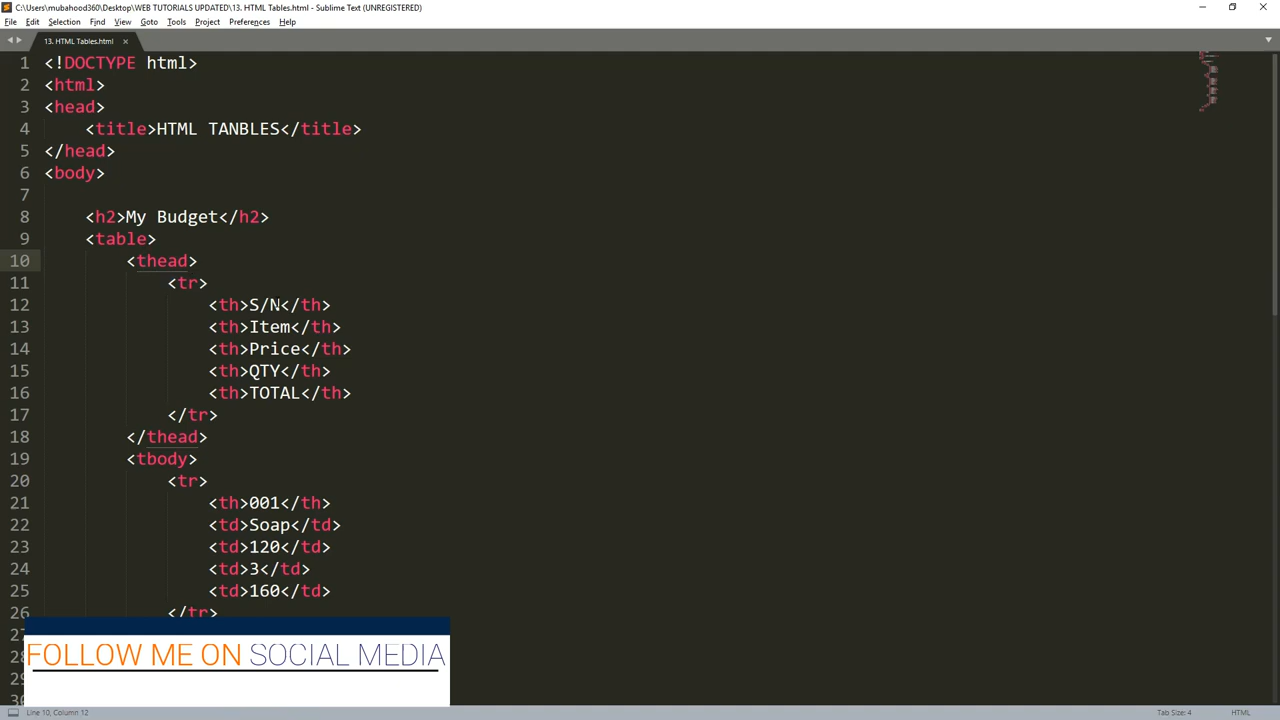 C:\Users\mubahood360\Desktop\WEB TUTORIALS UPDATED\13. HTML Tables.html - Sublime Text (UNREGISTERED)
File Edit Selection Find View Goto Tools Project Preferences Help
13. HTML Tables.html
1 <!DOCTYPE html>
2 <html>
3 <head>
4 <title>HTML TANBLES</title>
5 </head>
6 <body>
7
8 <h2>My Budget</h2>
9 <table>
10 <thead>
11 <tr>
12 <th>S/N</th>
13 <th>Item</th>
14 <th>Price</th>
15 <th>QTY</th>
16 <th>TOTAL</th>
17 </tr>
18 </thead>
19 <tbody>
20 <tr>
21 <th>001</th>
22 <td>Soap</td>
23 <td>120</td>
24 <td>3</td>
25 <td>160</td>
26 </tr>
FOLLOW ME ON SOCIAL MEDIA
Line 10, Column 12
Tab Size: 4
HTML